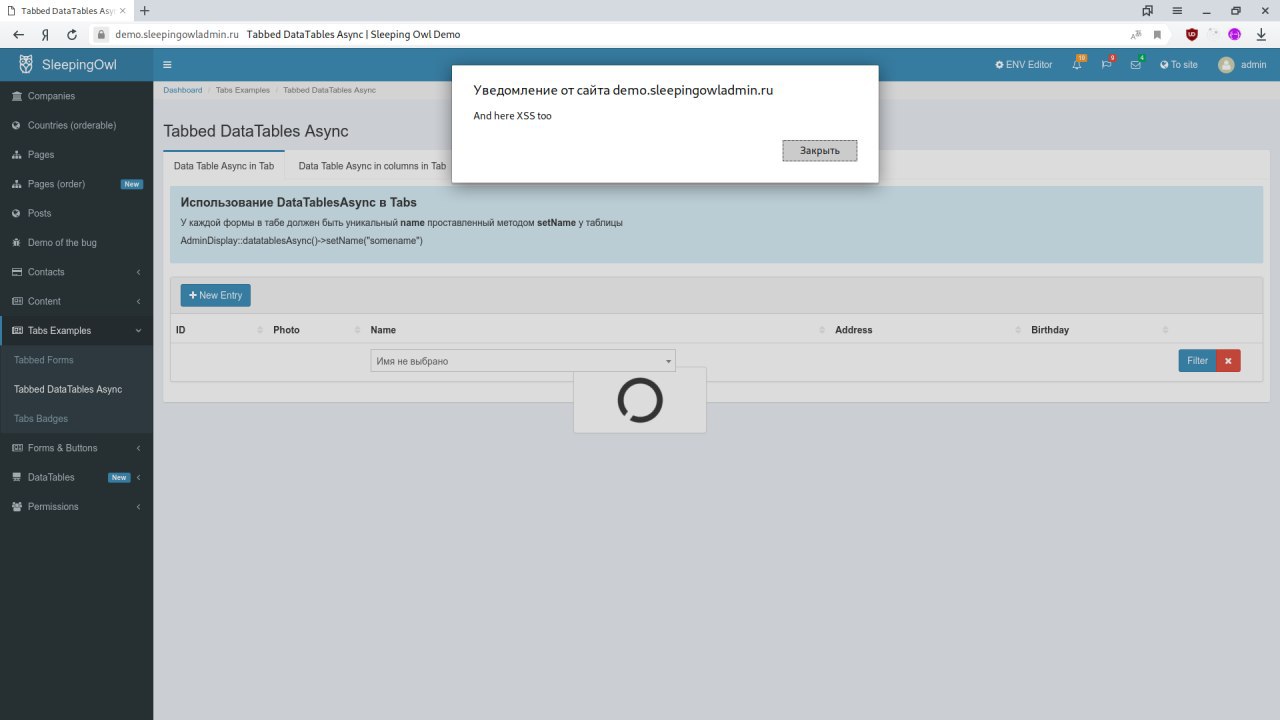 Tabbed DataTables Asy
demo.sleepingowladmin.ru Tabbed DataTables Async | Sleeping Owl Demo
SleepingOwl
ENV Editor
10
9
4
To site
admin
Companies
Countries (orderable)
Pages
Pages (order) New
Posts
Demo of the bug
Contacts
Content
Tabs Examples
Tabbed Forms
Tabbed DataTables Async
Tabs Badges
Forms & Buttons
DataTables New
Permissions
Dashboard / Tabs Examples / Tabbed DataTables Async
Tabbed DataTables Async
Data Table Async in Tab
Data Table Async in columns in Tab
Уведомление от сайта demo.sleepingowladmin.ru
And here XSS too
Закрыть
Использование DataTablesAsync в Tabs
У каждой формы в табе должен быть уникальный name проставленный методом setName у таблицы
AdminDisplay::datatablesAsync()->setName("somename")
New Entry
ID Photo Name Address Birthday
Имя не выбрано
Filter